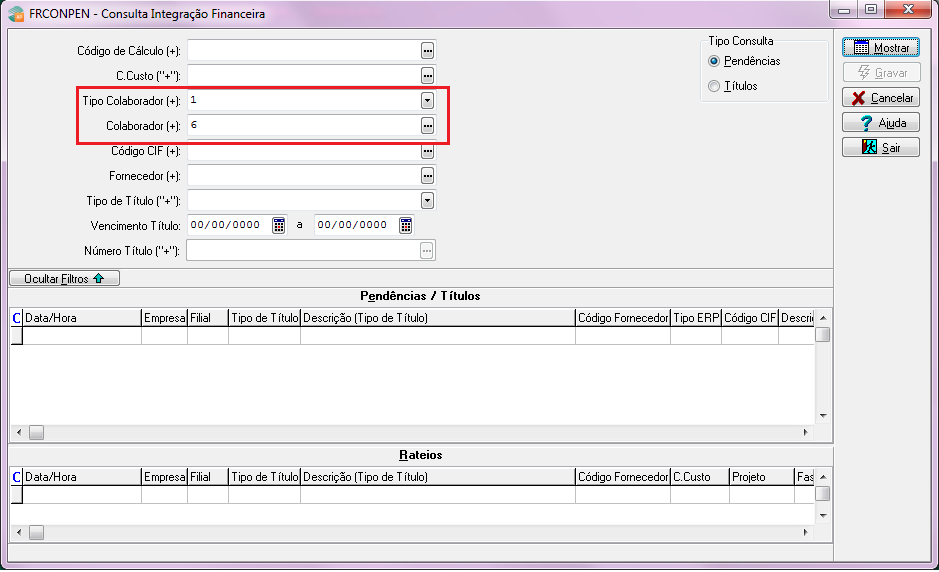 FRCONPEN - Consulta Integração Financeira
Código de Cálculo (+):
C.Custo ("+"):
Tipo Colaborador (+): 1
Colaborador (+): 6
Código CIF (+):
Fornecedor (+):
Tipo de Título ("+"):
Vencimento Título: 00/00/0000 a 00/00/0000
Número Título ("+"):
Tipo Consulta
Pendências
Títulos
Mostrar
Gravar
Cancelar
Ajuda
Sair
Ocultar Filtros
Pendências / Títulos
C Data/Hora Empresa Filial Tipo de Título Descrição (Tipo de Título) Código Fornecedor Tipo ERP Código CIF Descri
Rateios
C Data/Hora Empresa Filial Tipo de Título Descrição (Tipo de Título) Código Fornecedor C.Custo Projeto Fas